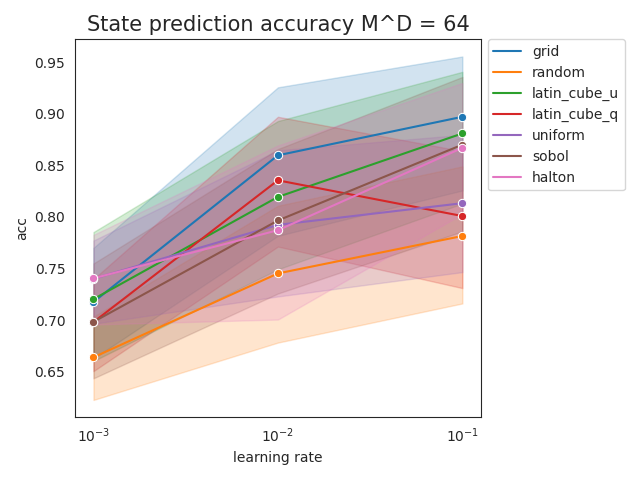 State prediction accuracy M^D = 64
acc
0.95
0.90
0.85
0.80
0.75
0.70
0.65
10^-3
10^-2
10^-1
learning rate
grid
random
latin_cube_u
latin_cube_q
uniform
sobol
halton